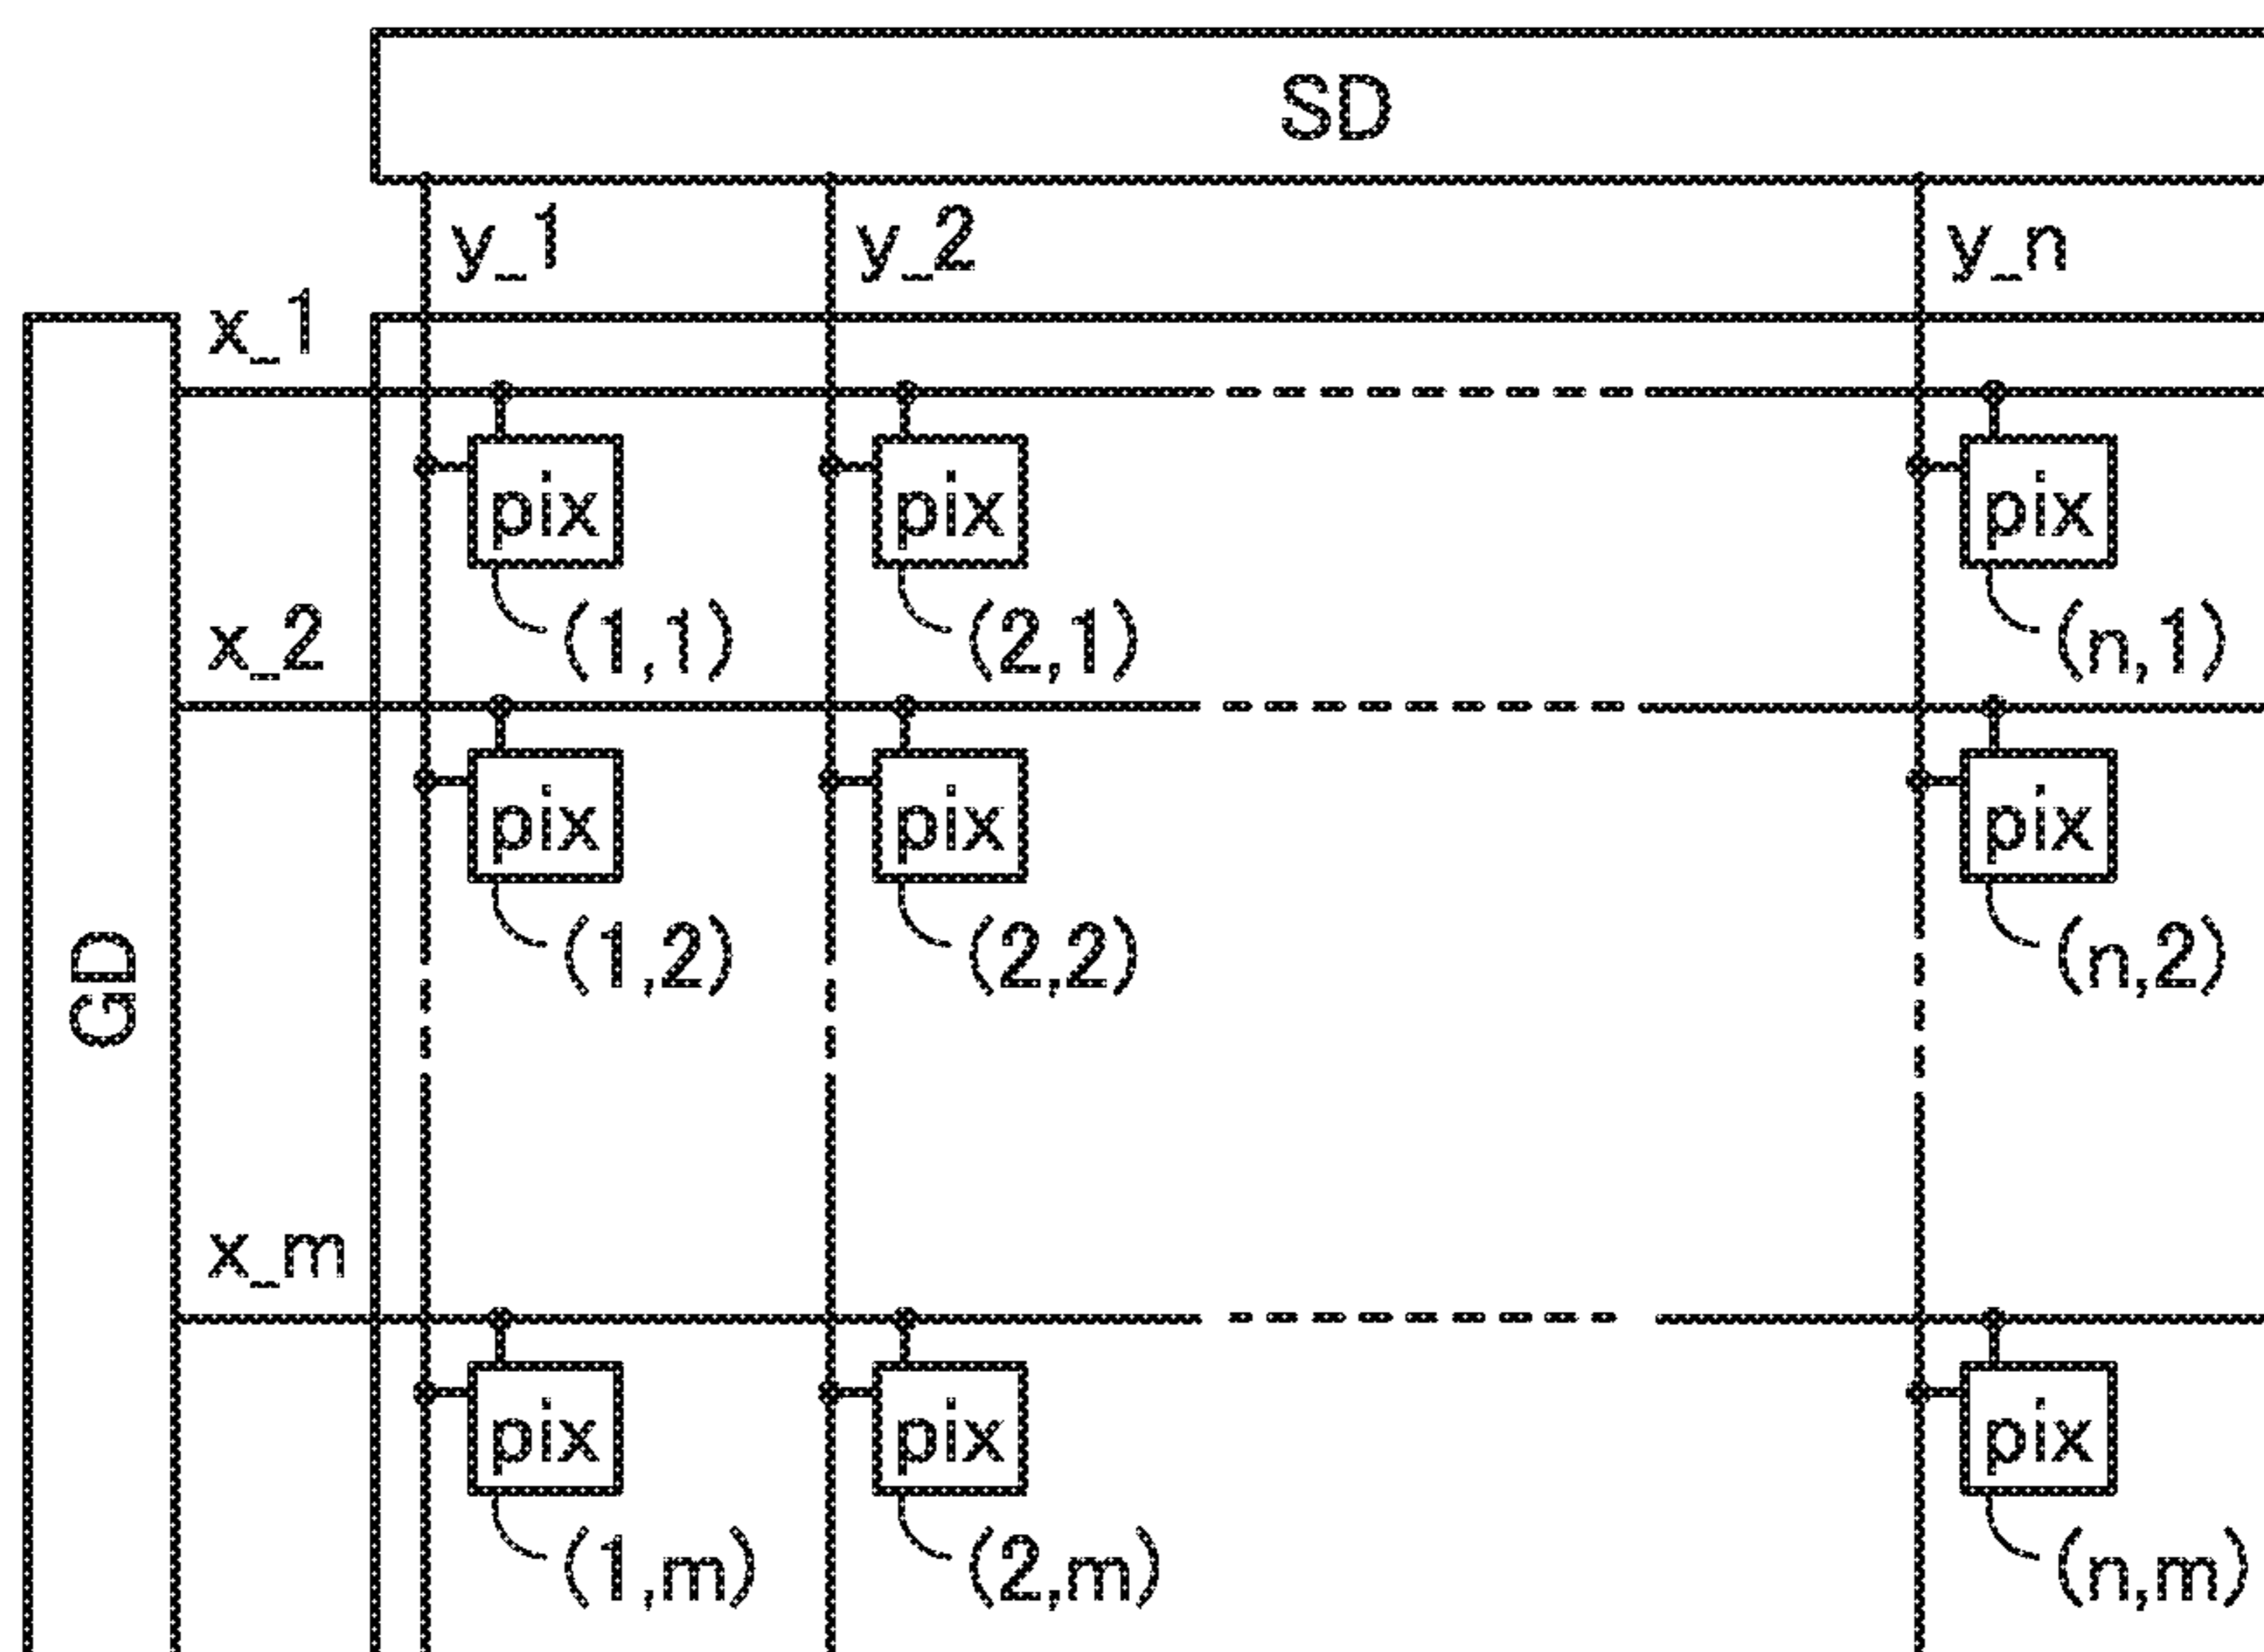 SD
y_1 y_2 y_n
x_1
pix pix pix
(1,1) (2,1) (n,1)
x_2
pix pix pix
(1,2) (2,2) (n,2)
GD
x_m
pix pix pix
(1,m) (2,m) (n,m)